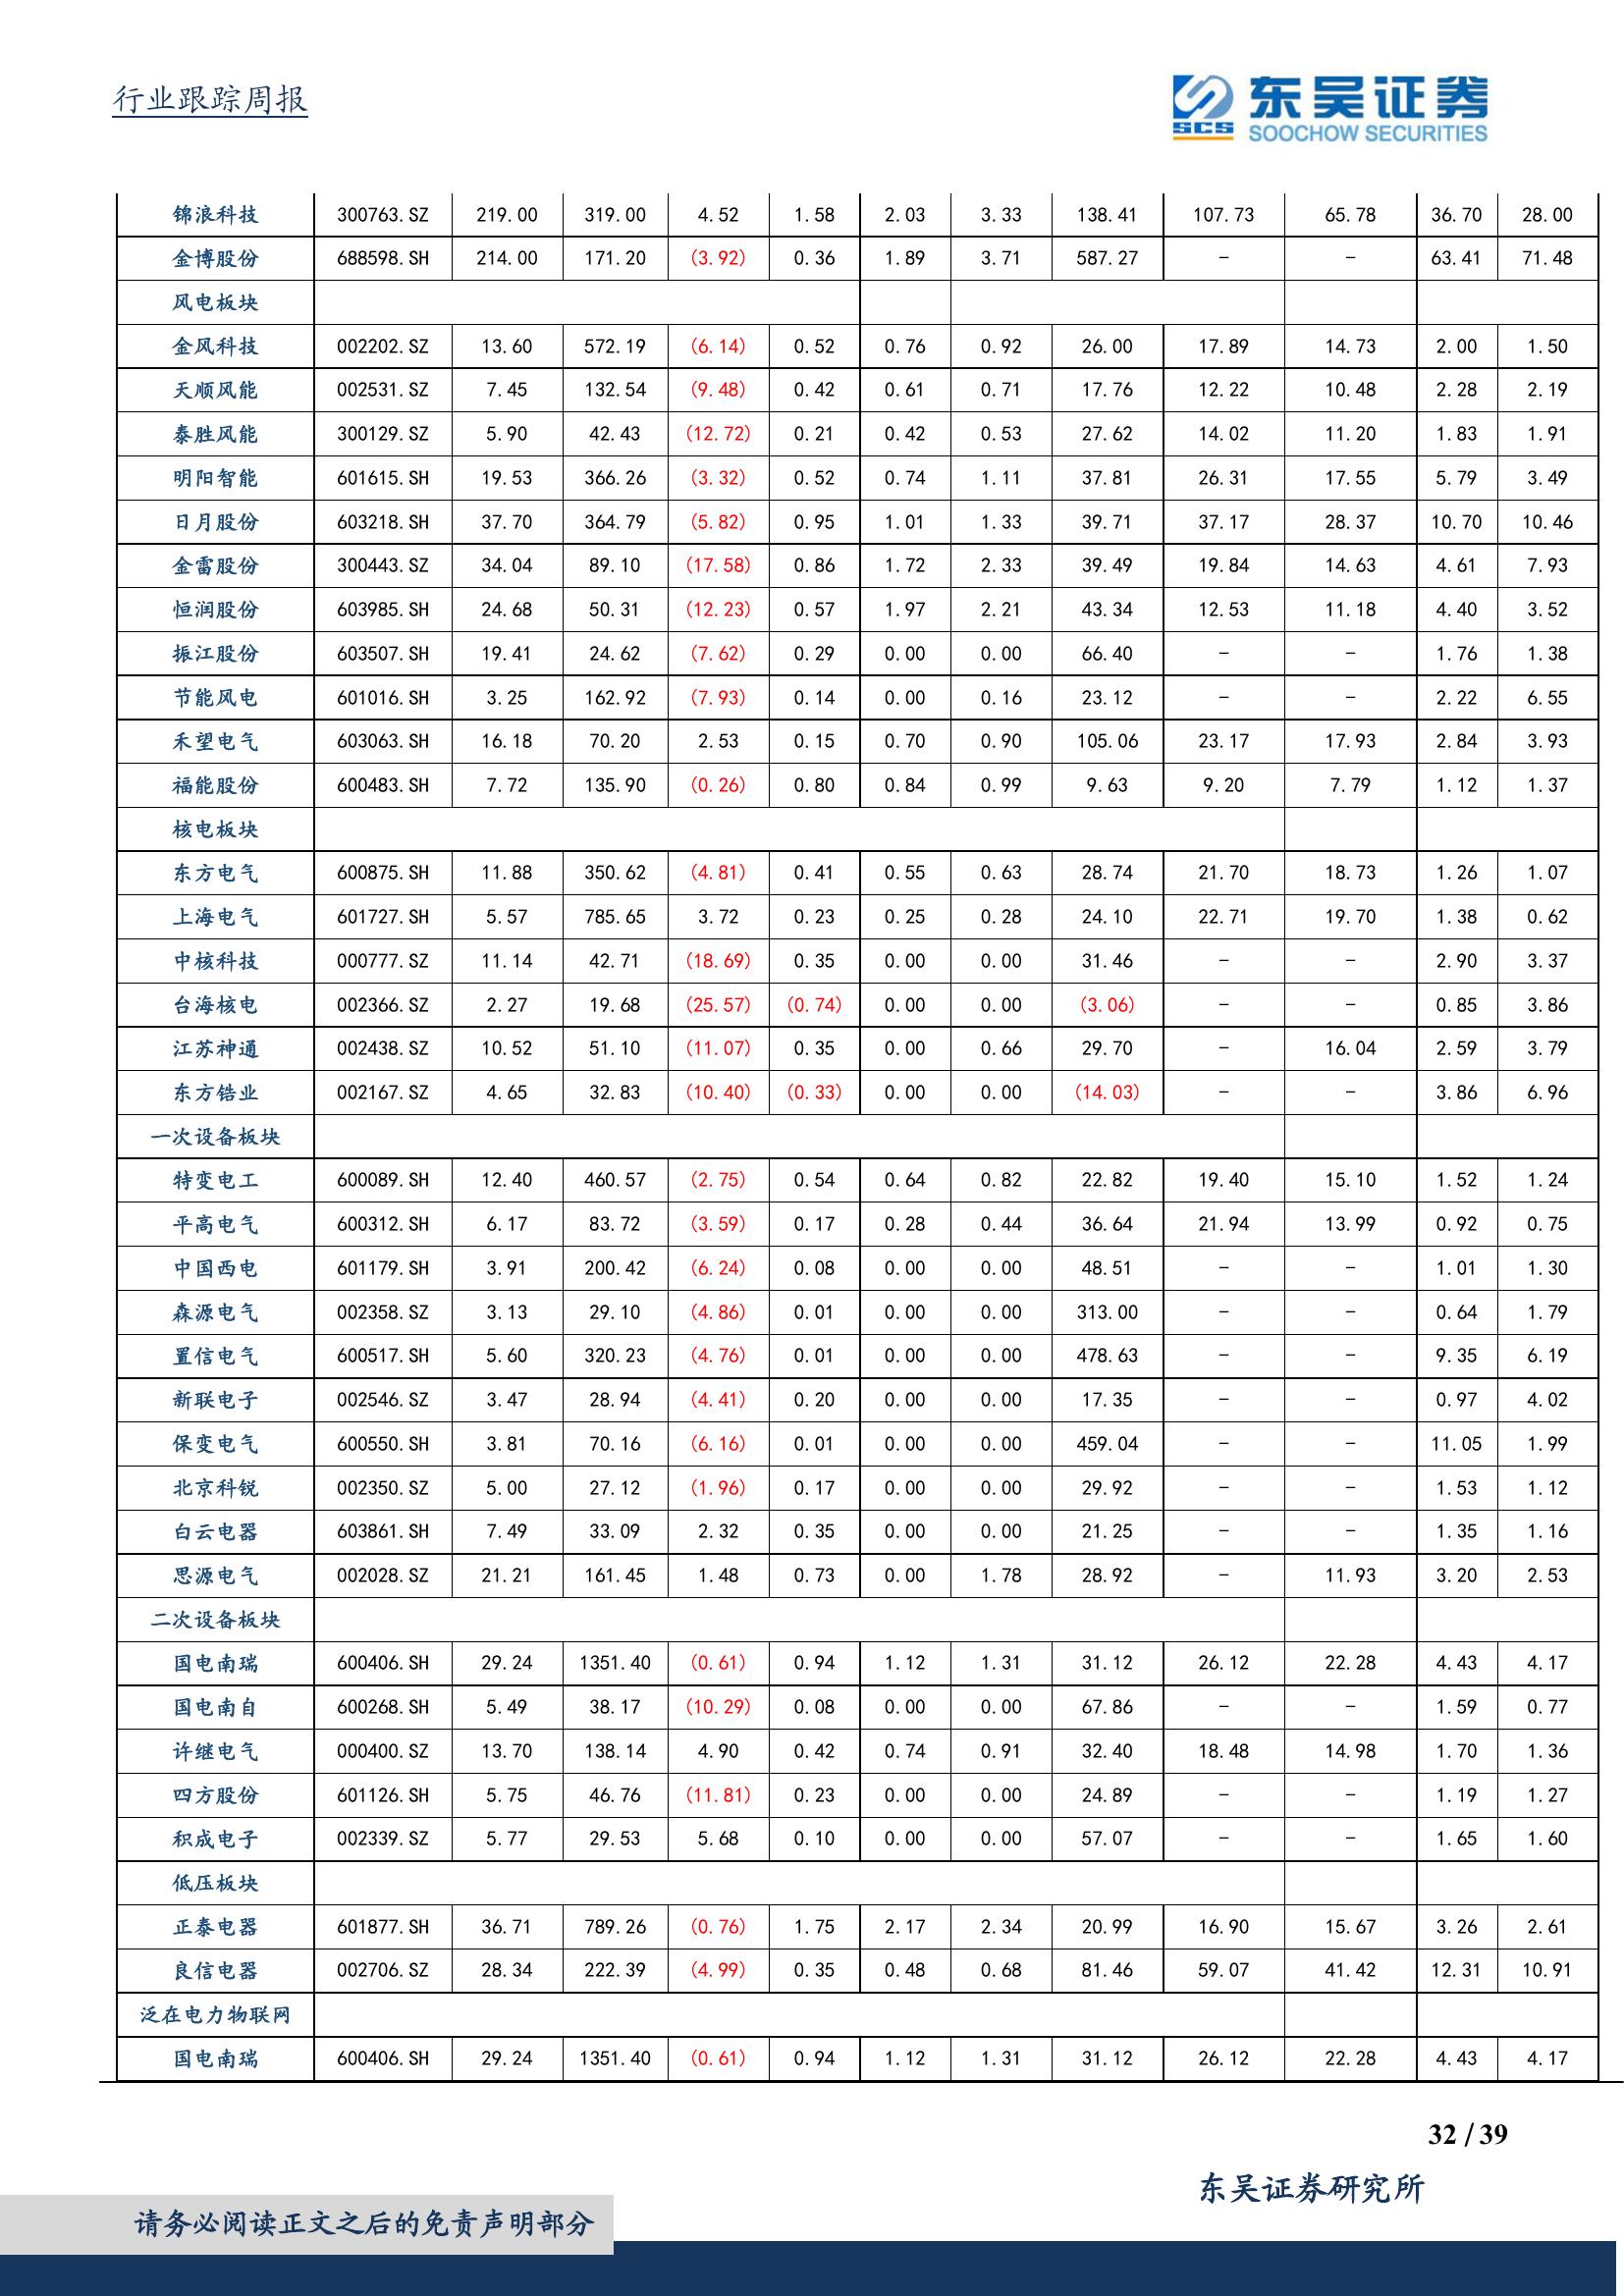 行业跟踪周报
SCS 东吴证券
SOOCHOW SECURITIES
锦浪科技 300763.SZ 219.00 319.00 4.52 1.58 2.03 3.33 138.41 107.73 65.78 36.70 28.00
金博股份 688598.SH 214.00 171.20 (3.92) 0.36 1.89 3.71 587.27 - - 63.41 71.48
风电板块
金风科技 002202.SZ 13.60 572.19 (6.14) 0.52 0.76 0.92 26.00 17.89 14.73 2.00 1.50
天顺风能 002531.SZ 7.45 132.54 (9.48) 0.42 0.61 0.71 17.76 12.22 10.48 2.28 2.19
泰胜风能 300129.SZ 5.90 42.43 (12.72) 0.21 0.42 0.53 27.62 14.02 11.20 1.83 1.91
明阳智能 601615.SH 19.53 366.26 (3.32) 0.52 0.74 1.11 37.81 26.31 17.55 5.79 3.49
日月股份 603218.SH 37.70 364.79 (5.82) 0.95 1.01 1.33 39.71 37.17 28.37 10.70 10.46
金雷股份 300443.SZ 34.04 89.10 (17.58) 0.86 1.72 2.33 39.49 19.84 14.63 4.61 7.93
恒润股份 603985.SH 24.68 50.31 (12.23) 0.57 1.97 2.21 43.34 12.53 11.18 4.40 3.52
振江股份 603507.SH 19.41 24.62 (7.62) 0.29 0.00 0.00 66.40 - - 1.76 1.38
节能风电 601016.SH 3.25 162.92 (7.93) 0.14 0.00 0.16 23.12 - - 2.22 6.55
禾望电气 603063.SH 16.18 70.20 2.53 0.15 0.70 0.90 105.06 23.17 17.93 2.84 3.93
福能股份 600483.SH 7.72 135.90 (0.26) 0.80 0.84 0.99 9.63 9.20 7.79 1.12 1.37
核电板块
东方电气 600875.SH 11.88 350.62 (4.81) 0.41 0.55 0.63 28.74 21.70 18.73 1.26 1.07
上海电气 601727.SH 5.57 785.65 3.72 0.23 0.25 0.28 24.10 22.71 19.70 1.38 0.62
中核科技 000777.SZ 11.14 42.71 (18.69) 0.35 0.00 0.00 31.46 - - 2.90 3.37
台海核电 002366.SZ 2.27 19.68 (25.57) (0.74) 0.00 0.00 (3.06) - - 0.85 3.86
江苏神通 002438.SZ 10.52 51.10 (11.07) 0.35 0.00 0.66 29.70 - 16.04 2.59 3.79
东方锆业 002167.SZ 4.65 32.83 (10.40) (0.33) 0.00 0.00 (14.03) - - 3.86 6.96
一次设备板块
特变电工 600089.SH 12.40 460.57 (2.75) 0.54 0.64 0.82 22.82 19.40 15.10 1.52 1.24
平高电气 600312.SH 6.17 83.72 (3.59) 0.17 0.28 0.44 36.64 21.94 13.99 0.92 0.75
中国西电 601179.SH 3.91 200.42 (6.24) 0.08 0.00 0.00 48.51 - - 1.01 1.30
森源电气 002358.SZ 3.13 29.10 (4.86) 0.01 0.00 0.00 313.00 - - 0.64 1.79
置信电气 600517.SH 5.60 320.23 (4.76) 0.01 0.00 0.00 478.63 - - 9.35 6.19
新联电子 002546.SZ 3.47 28.94 (4.41) 0.20 0.00 0.00 17.35 - - 0.97 4.02
保变电气 600550.SH 3.81 70.16 (6.16) 0.01 0.00 0.00 459.04 - - 11.05 1.99
北京科锐 002350.SZ 5.00 27.12 (1.96) 0.17 0.00 0.00 29.92 - - 1.53 1.12
白云电器 603861.SH 7.49 33.09 2.32 0.35 0.00 0.00 21.25 - - 1.35 1.16
思源电气 002028.SZ 21.21 161.45 1.48 0.73 0.00 1.78 28.92 - 11.93 3.20 2.53
二次设备板块
国电南瑞 600406.SH 29.24 1351.40 (0.61) 0.94 1.12 1.31 31.12 26.12 22.28 4.43 4.17
国电南自 600268.SH 5.49 38.17 (10.29) 0.08 0.00 0.00 67.86 - - 1.59 0.77
许继电气 000400.SZ 13.70 138.14 4.90 0.42 0.74 0.91 32.40 18.48 14.98 1.70 1.36
四方股份 601126.SH 5.75 46.76 (11.81) 0.23 0.00 0.00 24.89 - - 1.19 1.27
积成电子 002339.SZ 5.77 29.53 5.68 0.10 0.00 0.00 57.07 - - 1.65 1.60
低压板块
正泰电器 601877.SH 36.71 789.26 (0.76) 1.75 2.17 2.34 20.99 16.90 15.67 3.26 2.61
良信电器 002706.SZ 28.34 222.39 (4.99) 0.35 0.48 0.68 81.46 59.07 41.42 12.31 10.91
泛在电力物联网
国电南瑞 600406.SH 29.24 1351.40 (0.61) 0.94 1.12 1.31 31.12 26.12 22.28 4.43 4.17
32 / 39
东吴证券研究所
请务必阅读正文之后的免责声明部分